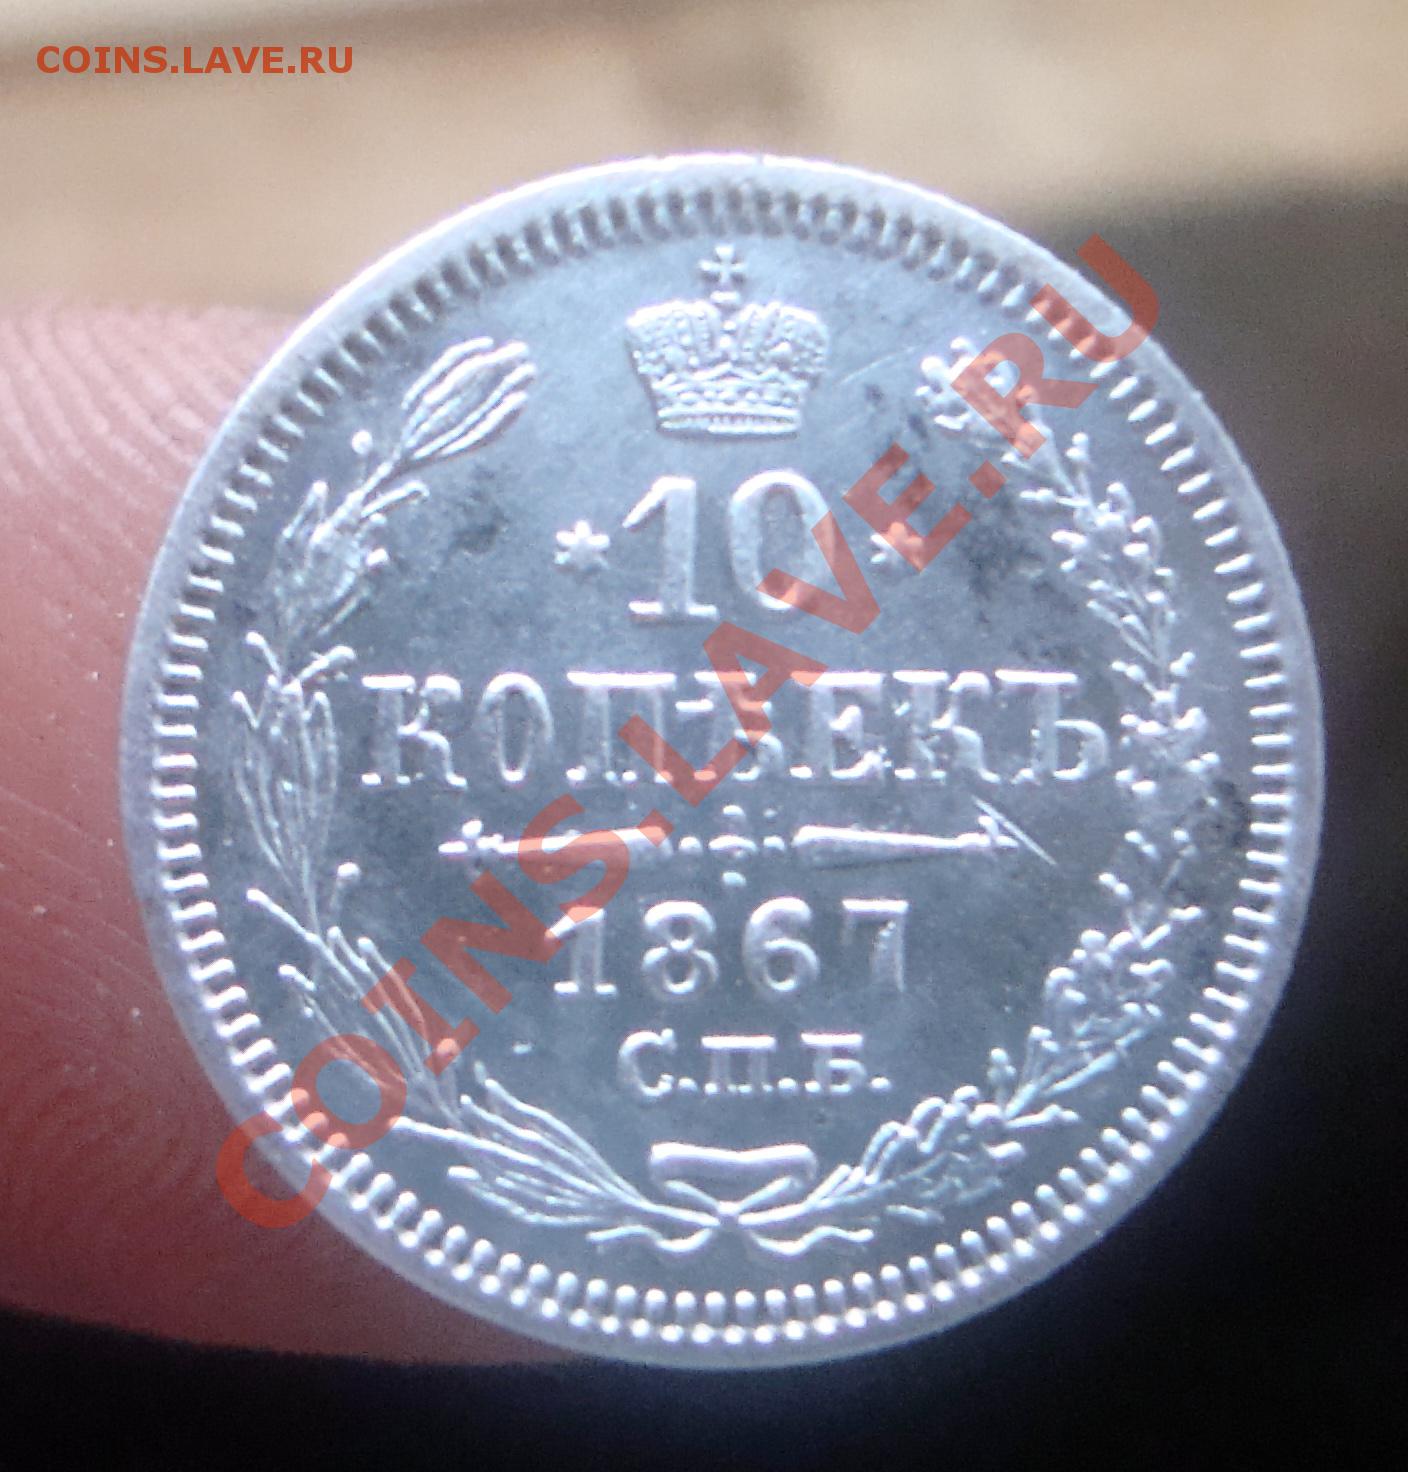 COINS.LAVE.RU
*10*
КОПѢЕКЪ
1867
С.П.Б.
COINS.LAVE.RU